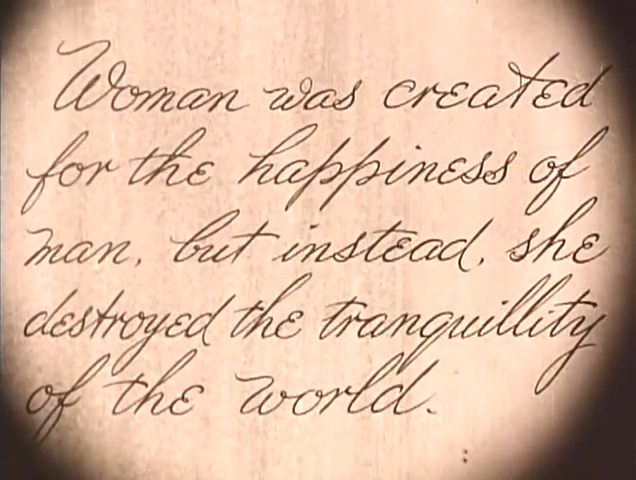 Woman was created
for the happiness of
man, but instead, she
destroyed the tranquillity
of the world.